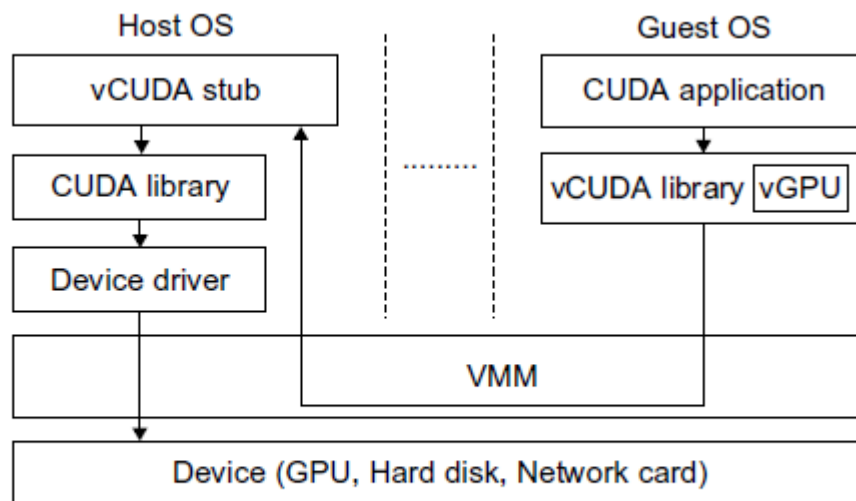 Host OS
Guest OS
vCUDA stub
CUDA application
CUDA library
vCUDA library vGPU
Device driver
.........
VMM
Device (GPU, Hard disk, Network card)